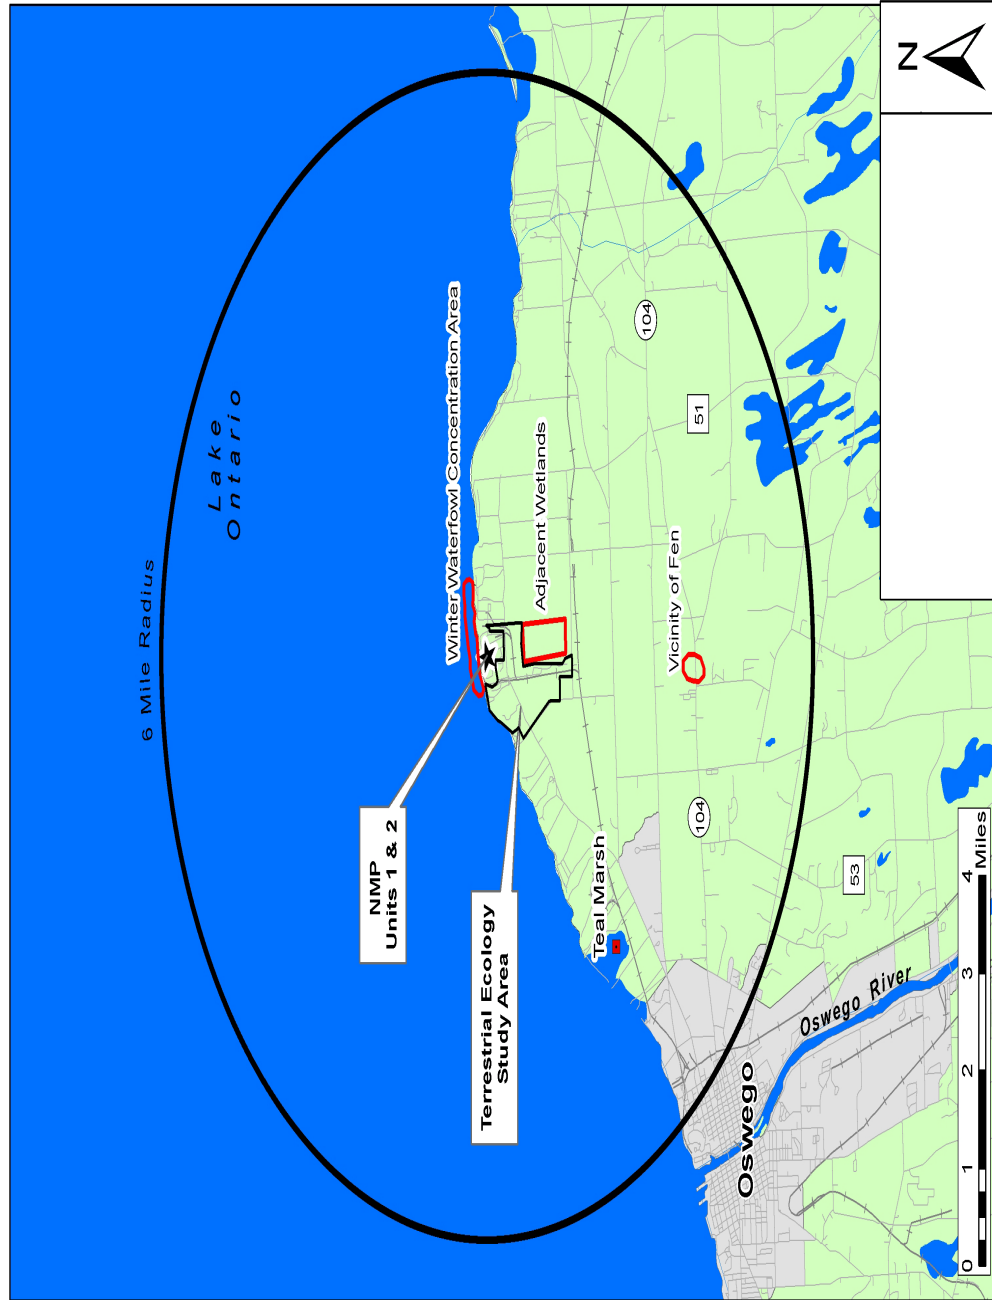 6 Mile Radius
Lake
Ontario
Winter Waterfowl Concentration Area
NMP
Units 1 & 2
Adjacent Wetlands
Terrestrial Ecology
Study Area
Teal Marsh
104
Vicinity of Fen
51
104
53
Oswego
Oswego River
N
0 1 2 3 4
Miles